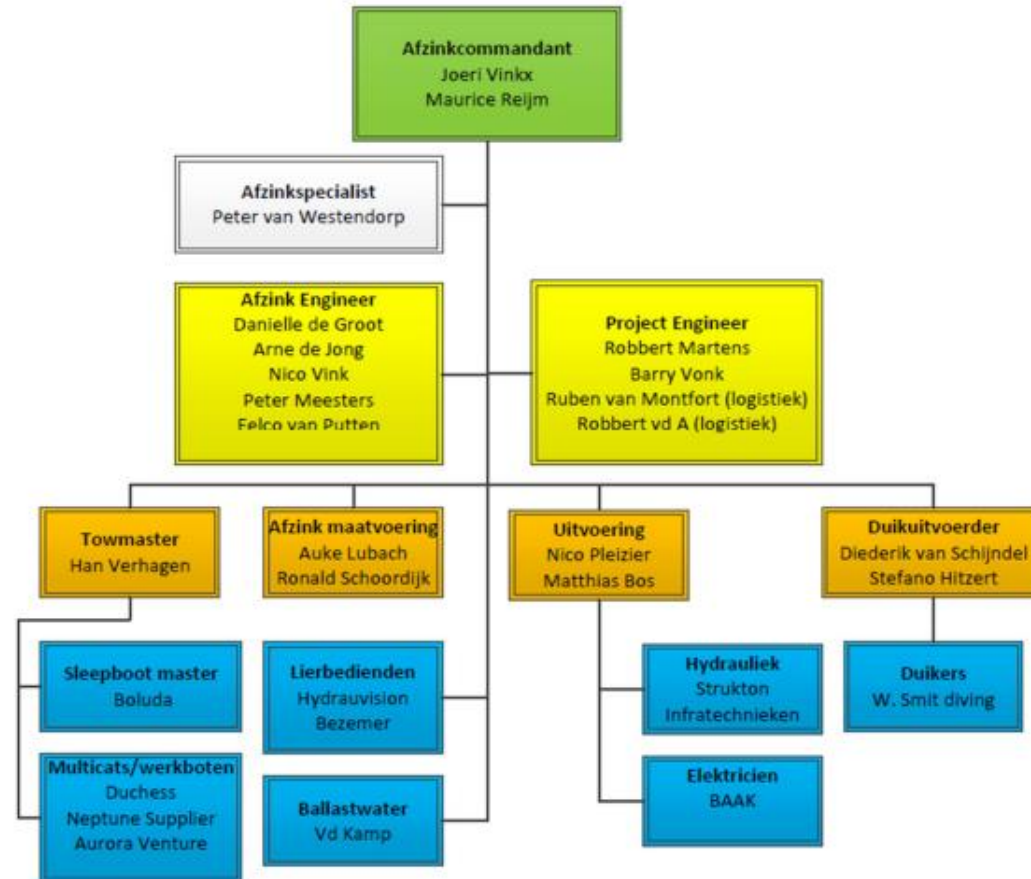 Afzinkcommandant
Joeri Vinkx
Maurice Reijm
Afzinkspecialist
Peter van Westendorp
Afzink Engineer
Danielle de Groot
Arne de Jong
Nico Vink
Peter Meesters
Felco van Putten
Project Engineer
Robbert Martens
Barry Vonk
Ruben van Montfort (logistiek)
Robbert vd A (logistiek)
Towmaster
Han Verhagen
Afzink maatvoering
Auke Lubach
Ronald Schoordijk
Uitvoering
Nico Pleizier
Matthias Bos
Duikuitvoerder
Diederik van Schijndel
Stefano Hitzert
Sleepboot master
Boluda
Lierbedienden
Hydrauvision
Bezemer
Hydrauliek
Strukton
Infratechnieken
Duikers
W. Smit diving
Multicats/werkboten
Duchess
Neptune Supplier
Aurora Venture
Ballastwater
Vd Kamp
Elektricien
BAAK